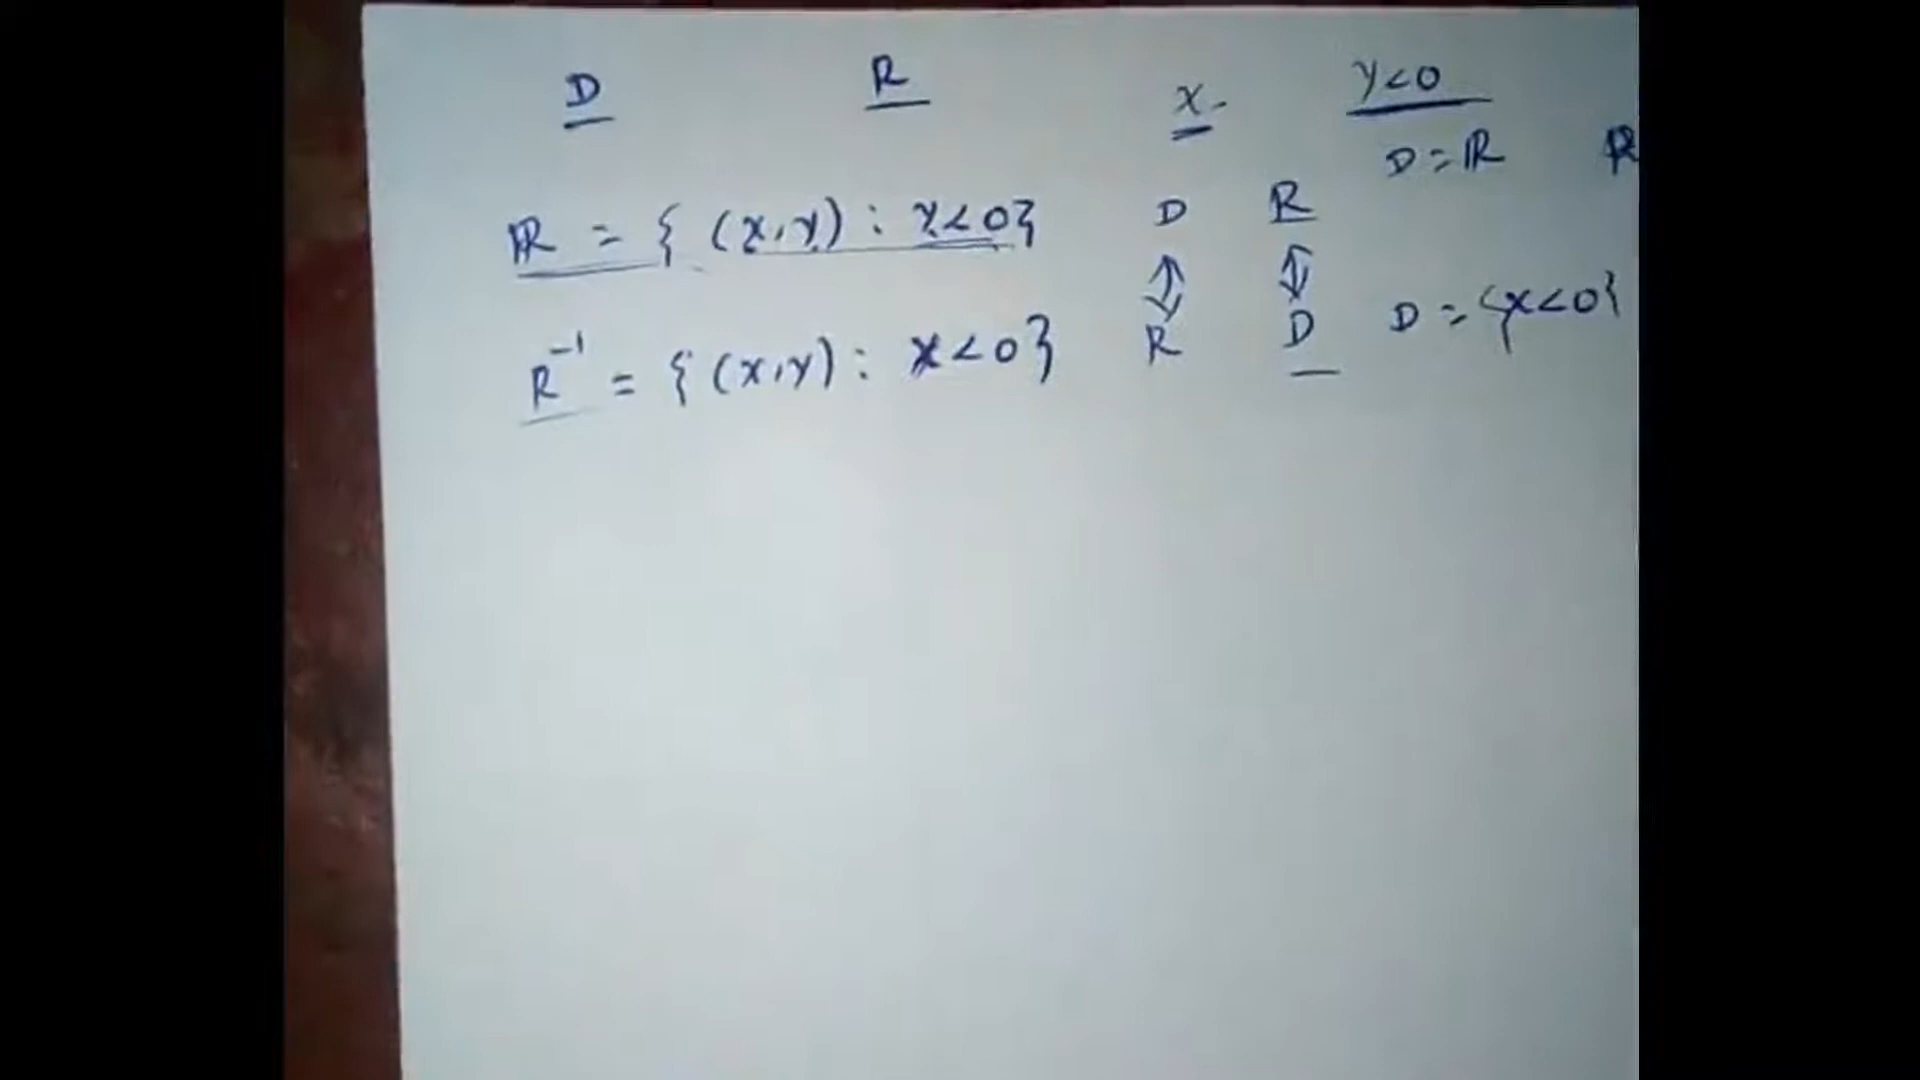 D R x- y<0
D = ℝ R
ℝ = { (x,y) : y<0} D R
R⁻¹ = { (x,y) : x<0} R D D = {x<0}